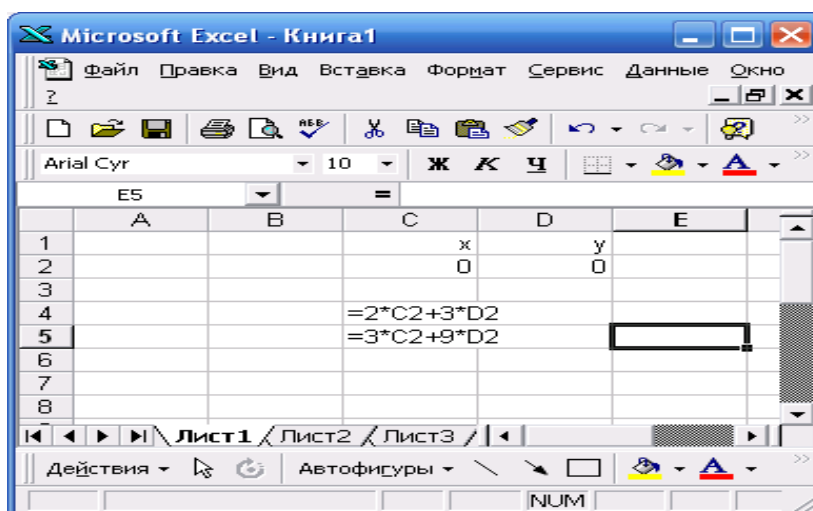 Microsoft Excel - Книга1
Файл Правка Вид Вставка Формат Сервис Данные Окно
?
Arial Cyr 10 Ж К Ч А
E5 =
A B C D E
1 x y
2 0 0
3
4 =2*C2+3*D2
5 =3*C2+9*D2
6
7
8
Лист1 Лист2 Лист3
Действия Автофигуры А
NUM